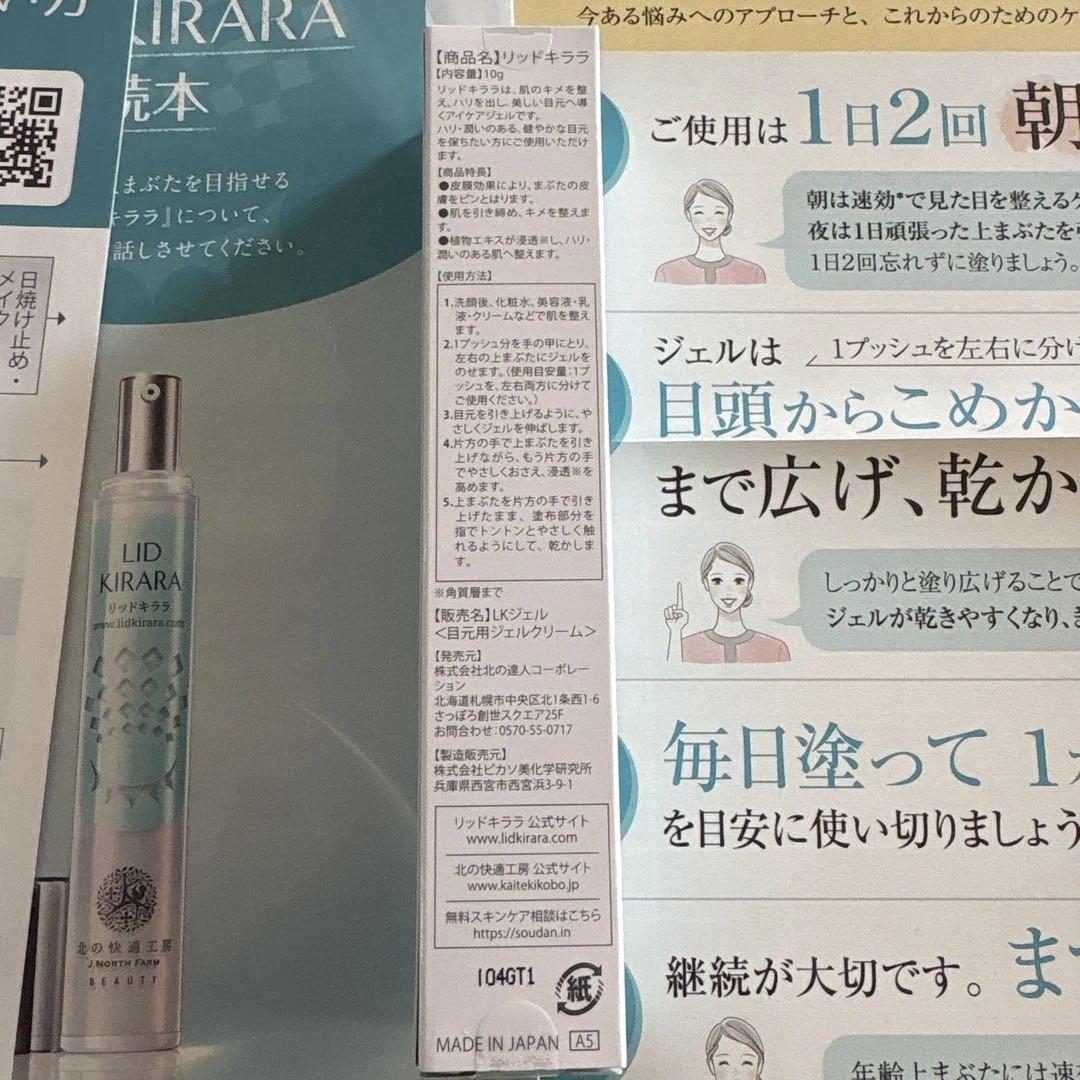 KIRARA
読本
まぶたを目指せる
キララ』について、
話しさせてください。
日焼け止め・
メイク
LID
KIRARA
リッドキララ
www.lidkirara.com
北の快適工房
J NORTH FARM
BEAUTY
【商品名】リッドキララ
【内容量】10g
リッドキララは、肌のキメを整
え、ハリを出し、美しい目元へ導
くアイケアジェルです。
ハリ・潤いのある、健やかな目元
を保ちたい方にご使用いただけ
ます。
【商品特長】
●皮膜効果により、まぶたの皮
膚をピンとはります。
●肌を引き締め、キメを整えま
す。
●植物エキスが浸透※し、ハリ・
潤いのある肌へ整えます。
【使用方法】
1.洗顔後、化粧水、美容液・乳
液・クリームなどで肌を整え
ます。
2.1プッシュ分を手の甲にとり、
左右の上まぶたにジェルを
のせます。（使用目安量：1プ
ッシュを、左右両方に分けて
ご使用ください。）
3.目元を引き上げるように、や
さしくジェルを伸ばします。
4.片方の手で上まぶたを引き
上げながら、もう片方の手
でやさしくおさえ、浸透※を
高めます。
5.上まぶたを片方の手で引き
上げたまま、塗布部分を
指でトントンとやさしく触
れるようにして、乾かしま
す。
※角質層まで
【販売名】LKジェル
＜目元用ジェルクリーム＞
【発売元】
株式会社北の達人コーポレー
ション
北海道札幌市中央区北1条西1-6
さっぽろ創世スクエア25F
お問合わせ：0570-55-0717
【製造販売元】
株式会社ピカソ美化学研究所
兵庫県西宮市西宮浜3-9-1
リッドキララ 公式サイト
www.lidkirara.com
北の快適工房 公式サイト
www.kaitekikobo.jp
無料スキンケア相談はこちら
https://soudan.in
104GT1
紙
MADE IN JAPAN A5
今ある悩みへのアプローチと、これからのためのケ
ご使用は1日2回 朝
朝は速効*で見た目を整えるケ
夜は1日頑張った上まぶたを
1日2回忘れずに塗りましょう。
ジェルは 1プッシュを左右に分け
目頭からこめか
まで広げ、乾か
しっかりと塗り広げることで
ジェルが乾きやすくなり、
毎日塗って 1
を目安に使い切りましょう
継続が大切です。ま
年齢上まぶたには速